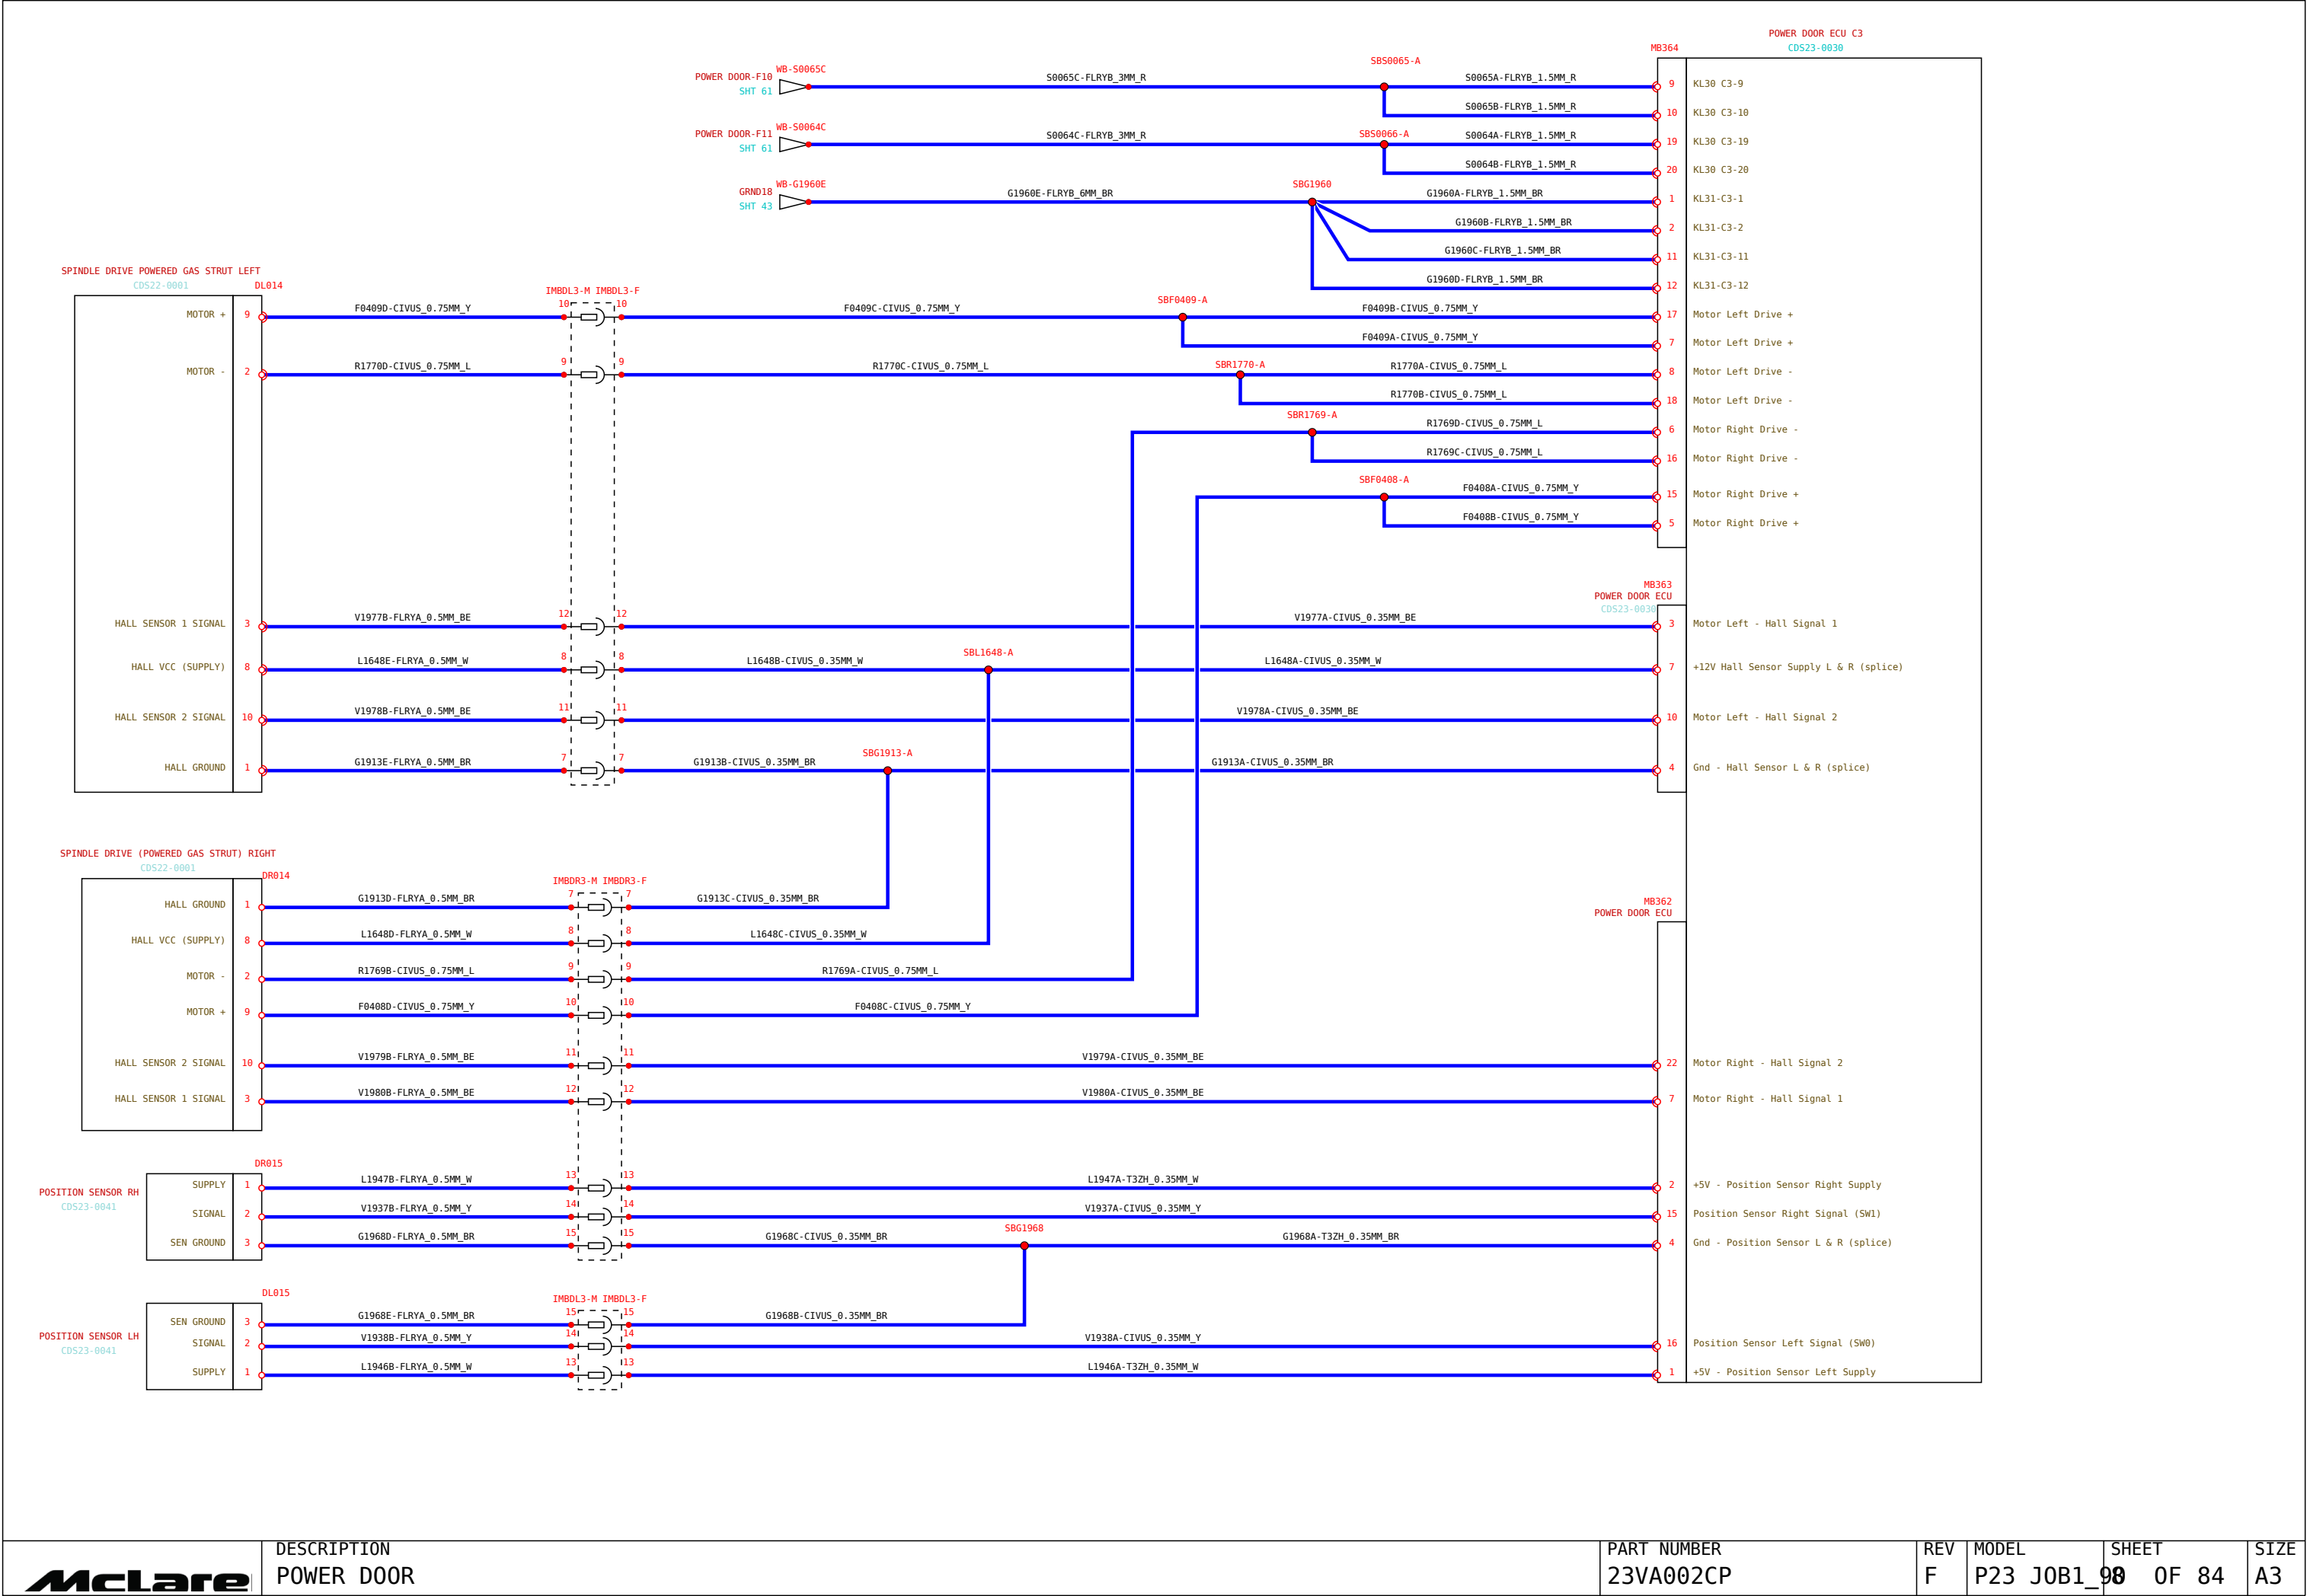 POWER DOOR ECU C3
CDS23-0030
MB364
POWER DOOR-F10
SHT 61
WB-S0065C
S0065C-FLRYB_3MM_R
SBS0065-A
S0065A-FLRYB_1.5MM_R
9 KL30 C3-9
S0065B-FLRYB_1.5MM_R
10 KL30 C3-10
POWER DOOR-F11
SHT 61
WB-S0064C
S0064C-FLRYB_3MM_R
SBS0066-A
S0064A-FLRYB_1.5MM_R
19 KL30 C3-19
S0064B-FLRYB_1.5MM_R
20 KL30 C3-20
GRND18
SHT 43
WB-G1960E
G1960E-FLRYB_6MM_BR
SBG1960
G1960A-FLRYB_1.5MM_BR
1 KL31-C3-1
G1960B-FLRYB_1.5MM_BR
2 KL31-C3-2
G1960C-FLRYB_1.5MM_BR
11 KL31-C3-11
G1960D-FLRYB_1.5MM_BR
12 KL31-C3-12
SPINDLE DRIVE POWERED GAS STRUT LEFT
CDS22-0001
DL014
IMBDL3-M IMBDL3-F
MOTOR + 9 F0409D-CIVUS_0.75MM_Y 10 10 F0409C-CIVUS_0.75MM_Y SBF0409-A F0409B-CIVUS_0.75MM_Y 17 Motor Left Drive +
F0409A-CIVUS_0.75MM_Y 7 Motor Left Drive +
MOTOR - 2 R1770D-CIVUS_0.75MM_L 9 9 R1770C-CIVUS_0.75MM_L SBR1770-A R1770A-CIVUS_0.75MM_L 8 Motor Left Drive -
R1770B-CIVUS_0.75MM_L 18 Motor Left Drive -
SBR1769-A R1769D-CIVUS_0.75MM_L 6 Motor Right Drive -
R1769C-CIVUS_0.75MM_L 16 Motor Right Drive -
SBF0408-A F0408A-CIVUS_0.75MM_Y 15 Motor Right Drive +
F0408B-CIVUS_0.75MM_Y 5 Motor Right Drive +
MB363
POWER DOOR ECU
CDS23-0030
HALL SENSOR 1 SIGNAL 3 V1977B-FLRYA_0.5MM_BE 12 12 V1977A-CIVUS_0.35MM_BE 3 Motor Left - Hall Signal 1
HALL VCC (SUPPLY) 8 L1648E-FLRYA_0.5MM_W 8 8 L1648B-CIVUS_0.35MM_W SBL1648-A L1648A-CIVUS_0.35MM_W 7 +12V Hall Sensor Supply L & R (splice)
HALL SENSOR 2 SIGNAL 10 V1978B-FLRYA_0.5MM_BE 11 11 V1978A-CIVUS_0.35MM_BE 10 Motor Left - Hall Signal 2
HALL GROUND 1 G1913E-FLRYA_0.5MM_BR 7 7 G1913B-CIVUS_0.35MM_BR SBG1913-A G1913A-CIVUS_0.35MM_BR 4 Gnd - Hall Sensor L & R (splice)
SPINDLE DRIVE (POWERED GAS STRUT) RIGHT
CDS22-0001
DR014
IMBDR3-M IMBDR3-F
MB362
POWER DOOR ECU
HALL GROUND 1 G1913D-FLRYA_0.5MM_BR 7 7 G1913C-CIVUS_0.35MM_BR
HALL VCC (SUPPLY) 8 L1648D-FLRYA_0.5MM_W 8 8 L1648C-CIVUS_0.35MM_W
MOTOR - 2 R1769B-CIVUS_0.75MM_L 9 9 R1769A-CIVUS_0.75MM_L
MOTOR + 9 F0408D-CIVUS_0.75MM_Y 10 10 F0408C-CIVUS_0.75MM_Y
HALL SENSOR 2 SIGNAL 10 V1979B-FLRYA_0.5MM_BE 11 11 V1979A-CIVUS_0.35MM_BE 22 Motor Right - Hall Signal 2
HALL SENSOR 1 SIGNAL 3 V1980B-FLRYA_0.5MM_BE 12 12 V1980A-CIVUS_0.35MM_BE 7 Motor Right - Hall Signal 1
DR015
POSITION SENSOR RH
CDS23-0041
SUPPLY 1 L1947B-FLRYA_0.5MM_W 13 13 L1947A-T3ZH_0.35MM_W 2 +5V - Position Sensor Right Supply
SIGNAL 2 V1937B-FLRYA_0.5MM_Y 14 14 V1937A-CIVUS_0.35MM_Y 15 Position Sensor Right Signal (SW1)
SEN GROUND 3 G1968D-FLRYA_0.5MM_BR 15 15 G1968C-CIVUS_0.35MM_BR SBG1968 G1968A-T3ZH_0.35MM_BR 4 Gnd - Position Sensor L & R (splice)
DL015
IMBDL3-M IMBDL3-F
POSITION SENSOR LH
CDS23-0041
SEN GROUND 3 G1968E-FLRYA_0.5MM_BR 15 15 G1968B-CIVUS_0.35MM_BR
SIGNAL 2 V1938B-FLRYA_0.5MM_Y 14 14 V1938A-CIVUS_0.35MM_Y 16 Position Sensor Left Signal (SW0)
SUPPLY 1 L1946B-FLRYA_0.5MM_W 13 13 L1946A-T3ZH_0.35MM_W 1 +5V - Position Sensor Left Supply
McLare
DESCRIPTION
POWER DOOR
PART NUMBER
23VA002CP
REV
F
MODEL
P23 JOB1_
SHEET
OF 84
SIZE
A3